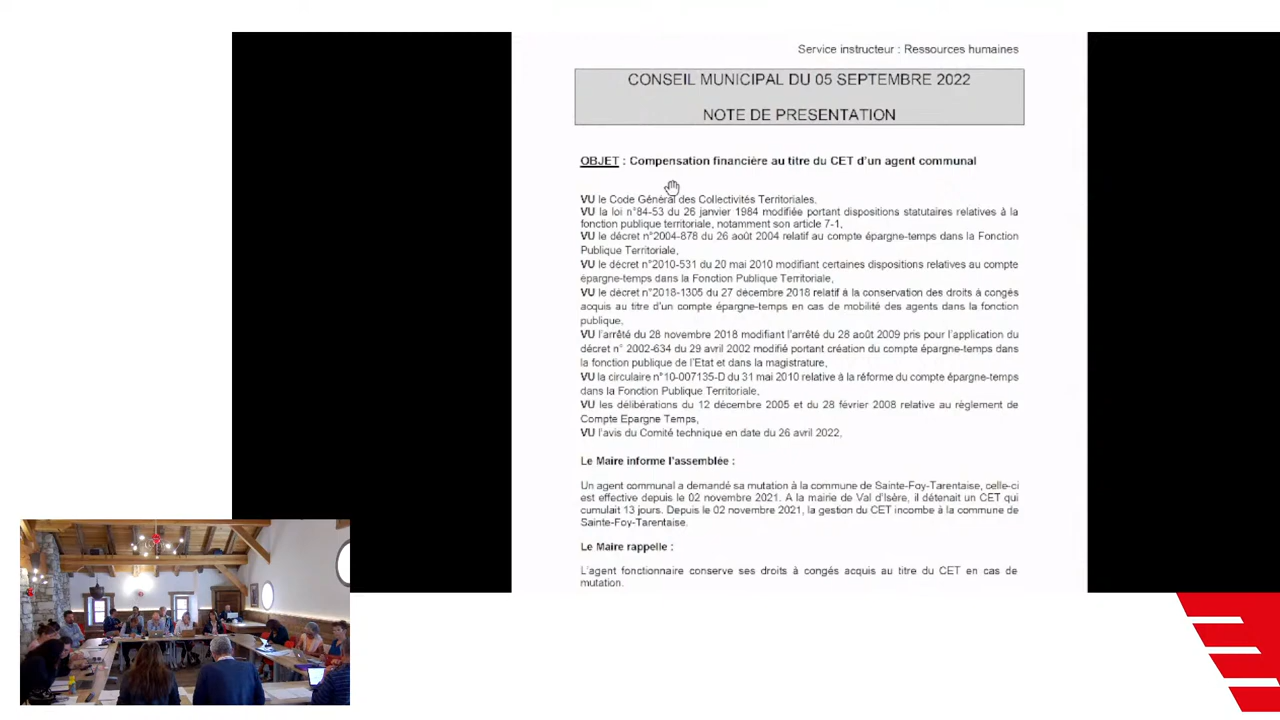 Service instructeur : Ressources humaines
CONSEIL MUNICIPAL DU 05 SEPTEMBRE 2022
NOTE DE PRESENTATION
OBJET : Compensation financière au titre du CET d'un agent communal
VU le Code Général des Collectivités Territoriales,
VU la loi n°84-53 du 26 janvier 1984 modifiée portant dispositions statutaires relatives à la
fonction publique territoriale, notamment son article 7-1,
VU le décret n°2004-878 du 26 août 2004 relatif au compte épargne-temps dans la Fonction
Publique Territoriale,
VU le décret n°2010-531 du 20 mai 2010 modifiant certaines dispositions relatives au compte
épargne-temps dans la Fonction Publique Territoriale,
VU le décret n°2018-1305 du 27 décembre 2018 relatif à la conservation des droits à congés
acquis au titre d'un compte épargne-temps en cas de mobilité des agents dans la fonction
publique,
VU l'arrêté du 28 novembre 2018 modifiant l'arrêté du 28 août 2009 pris pour l'application du
décret n° 2002-634 du 29 avril 2002 modifié portant création du compte épargne-temps dans
la fonction publique de l'Etat et dans la magistrature,
VU la circulaire n°10-007135-D du 31 mai 2010 relative à la réforme du compte épargne-temps
dans la Fonction Publique Territoriale,
VU les délibérations du 12 décembre 2005 et du 28 février 2008 relative au règlement de
Compte Epargne Temps,
VU l'avis du Comité technique en date du 26 avril 2022,
Le Maire informe l'assemblée :
Un agent communal a demandé sa mutation à la commune de Sainte-Foy-Tarentaise, celle-ci
est effective depuis le 02 novembre 2021. A la mairie de Val d'Isère, il détenait un CET qui
cumulait 13 jours. Depuis le 02 novembre 2021, la gestion du CET incombe à la commune de
Sainte-Foy-Tarentaise.
Le Maire rappelle :
L'agent fonctionnaire conserve ses droits à congés acquis au titre du CET en cas de
mutation.